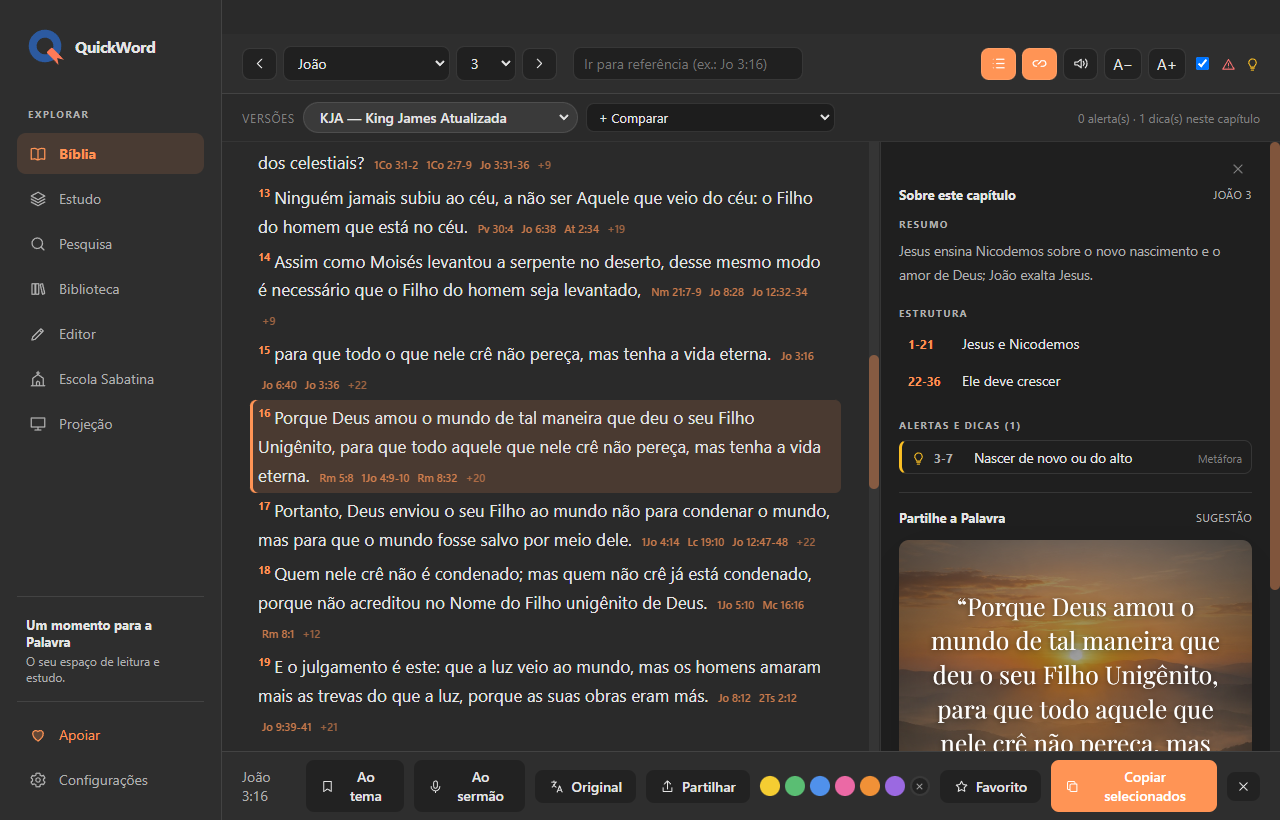 QuickWord
EXPLORAR
Bíblia
Estudo
Pesquisa
Biblioteca
Editor
Escola Sabatina
Projeção
Um momento para a
Palavra
O seu espaço de leitura e
estudo.
Apoiar
Configurações
João 3 Ir para referência (ex.: Jo 3:16) A− A+
VERSÕES KJA — King James Atualizada + Comparar 0 alerta(s) · 1 dica(s) neste capítulo
dos celestiais? 1Co 3:1-2 1Co 2:7-9 Jo 3:31-36 +9
13 Ninguém jamais subiu ao céu, a não ser Aquele que veio do céu: o Filho
do homem que está no céu. Pv 30:4 Jo 6:38 At 2:34 +19
14 Assim como Moisés levantou a serpente no deserto, desse mesmo modo
é necessário que o Filho do homem seja levantado, Nm 21:7-9 Jo 8:28 Jo 12:32-34
+9
15 para que todo o que nele crê não pereça, mas tenha a vida eterna. Jo 3:16
Jo 6:40 Jo 3:36 +22
16 Porque Deus amou o mundo de tal maneira que deu o seu Filho
Unigênito, para que todo aquele que nele crê não pereça, mas tenha a vida
eterna. Rm 5:8 1Jo 4:9-10 Rm 8:32 +20
17 Portanto, Deus enviou o seu Filho ao mundo não para condenar o mundo,
mas para que o mundo fosse salvo por meio dele. 1Jo 4:14 Lc 19:10 Jo 12:47-48 +22
18 Quem nele crê não é condenado; mas quem não crê já está condenado,
porque não acreditou no Nome do Filho unigênito de Deus. 1Jo 5:10 Mc 16:16
Rm 8:1 +12
19 E o julgamento é este: que a luz veio ao mundo, mas os homens amaram
mais as trevas do que a luz, porque as suas obras eram más. Jo 8:12 2Ts 2:12
Jo 9:39-41 +21
Sobre este capítulo JOÃO 3
RESUMO
Jesus ensina Nicodemos sobre o novo nascimento e o
amor de Deus; João exalta Jesus.
ESTRUTURA
1-21 Jesus e Nicodemos
22-36 Ele deve crescer
ALERTAS E DICAS (1)
3-7 Nascer de novo ou do alto Metáfora
Partilhe a Palavra SUGESTÃO
“Porque Deus amou o
mundo de tal maneira que
deu o seu Filho Unigênito,
para que todo aquele que
nele crê não pereça, mas
João
3:16
Ao
tema
Ao
sermão
Original
Partilhar
Favorito
Copiar
selecionados